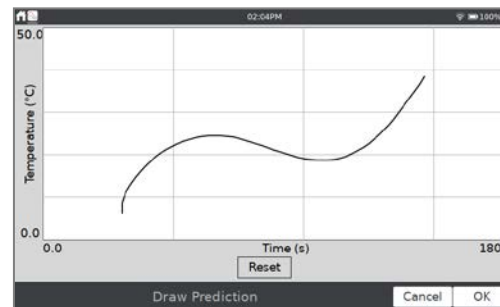 02:04PM
100%
50.0
Temperature (°C)
0.0
0.0
Time (s)
180
Reset
Draw Prediction
Cancel
OK